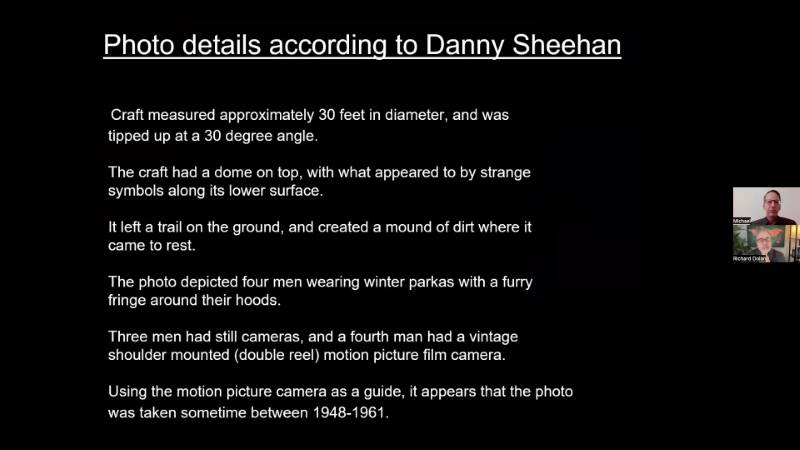 Photo details according to Danny Sheehan
Craft measured approximately 30 feet in diameter, and was
tipped up at a 30 degree angle.
The craft had a dome on top, with what appeared to by strange
symbols along its lower surface.
It left a trail on the ground, and created a mound of dirt where it
came to rest.
The photo depicted four men wearing winter parkas with a furry
fringe around their hoods.
Three men had still cameras, and a fourth man had a vintage
shoulder mounted (double reel) motion picture film camera.
Using the motion picture camera as a guide, it appears that the photo
was taken sometime between 1948-1961.
Michael
Richard Dolan